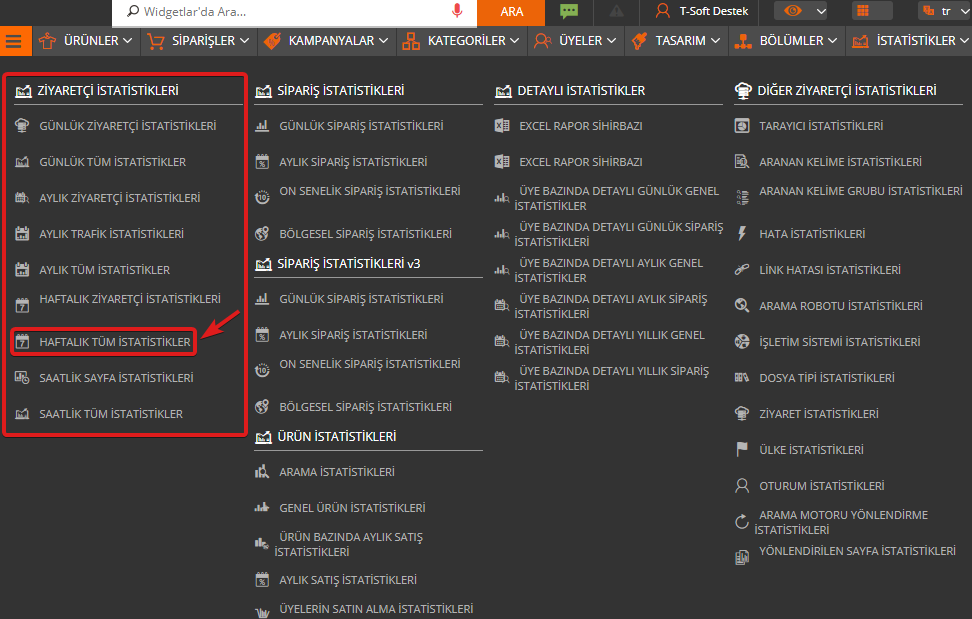 Widgetlar'da Ara...
ARA
T-Soft Destek
tr
ÜRÜNLER
SİPARİŞLER
KAMPANYALAR
KATEGORİLER
ÜYELER
TASARIM
BÖLÜMLER
İSTATİSTİKLER
ZİYARETÇİ İSTATİSTİKLERİ
GÜNLÜK ZİYARETÇİ İSTATİSTİKLERİ
GÜNLÜK TÜM İSTATİSTİKLER
AYLIK ZİYARETÇİ İSTATİSTİKLERİ
AYLIK TRAFİK İSTATİSTİKLERİ
AYLIK TÜM İSTATİSTİKLER
HAFTALIK ZİYARETÇİ İSTATİSTİKLERİ
HAFTALIK TÜM İSTATİSTİKLER
SAATLİK SAYFA İSTATİSTİKLERİ
SAATLİK TÜM İSTATİSTİKLER
SİPARİŞ İSTATİSTİKLERİ
GÜNLÜK SİPARİŞ İSTATİSTİKLERİ
AYLIK SİPARİŞ İSTATİSTİKLERİ
ON SENELİK SİPARİŞ İSTATİSTİKLERİ
BÖLGESEL SİPARİŞ İSTATİSTİKLERİ
SİPARİŞ İSTATİSTİKLERİ v3
GÜNLÜK SİPARİŞ İSTATİSTİKLERİ
AYLIK SİPARİŞ İSTATİSTİKLERİ
ON SENELİK SİPARİŞ İSTATİSTİKLERİ
BÖLGESEL SİPARİŞ İSTATİSTİKLERİ
ÜRÜN İSTATİSTİKLERİ
ARAMA İSTATİSTİKLERİ
GENEL ÜRÜN İSTATİSTİKLERİ
ÜRÜN BAZINDA AYLIK SATIŞ
İSTATİSTİKLERİ
AYLIK SATIŞ İSTATİSTİKLERİ
ÜYELERİN SATIN ALMA İSTATİSTİKLERİ
DETAYLI İSTATİSTİKLER
EXCEL RAPOR SİHİRBAZI
EXCEL RAPOR SİHİRBAZI
ÜYE BAZINDA DETAYLI GÜNLÜK GENEL
İSTATİSTİKLER
ÜYE BAZINDA DETAYLI GÜNLÜK SİPARİŞ
İSTATİSTİKLERİ
ÜYE BAZINDA DETAYLI AYLIK GENEL
İSTATİSTİKLER
ÜYE BAZINDA DETAYLI AYLIK SİPARİŞ
İSTATİSTİKLERİ
ÜYE BAZINDA DETAYLI YILLIK GENEL
İSTATİSTİKLERİ
ÜYE BAZINDA DETAYLI YILLIK SİPARİŞ
İSTATİSTİKLERİ
DİĞER ZİYARETÇİ İSTATİSTİKLERİ
TARAYICI İSTATİSTİKLERİ
ARANAN KELİME İSTATİSTİKLERİ
ARANAN KELİME GRUBU İSTATİSTİKLERİ
HATA İSTATİSTİKLERİ
LİNK HATASI İSTATİSTİKLERİ
ARAMA ROBOTU İSTATİSTİKLERİ
İŞLETİM SİSTEMİ İSTATİSTİKLERİ
DOSYA TİPİ İSTATİSTİKLERİ
ZİYARET İSTATİSTİKLERİ
ÜLKE İSTATİSTİKLERİ
OTURUM İSTATİSTİKLERİ
ARAMA MOTORU YÖNLENDİRME
İSTATİSTİKLERİ
YÖNLENDİRİLEN SAYFA İSTATİSTİKLERİ